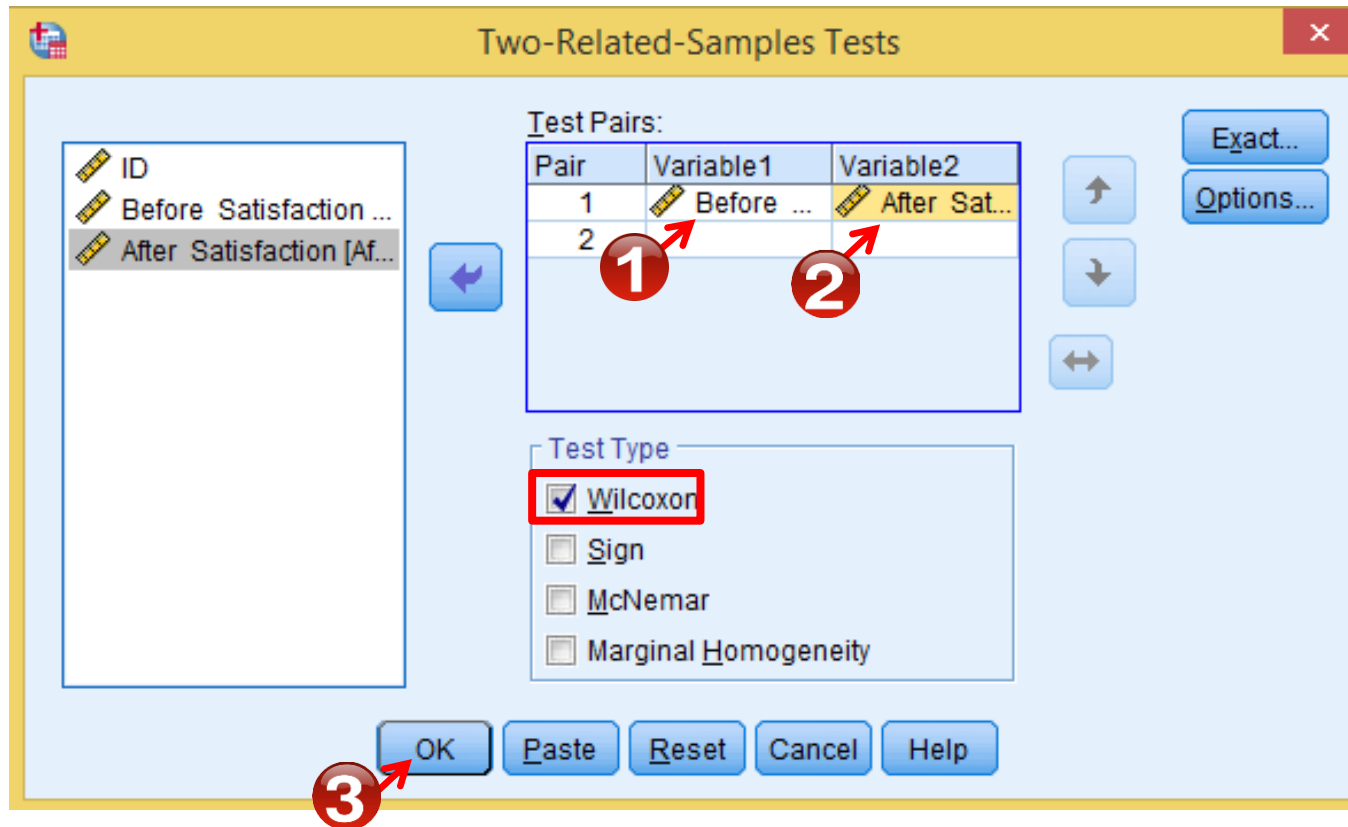 Two-Related-Samples Tests
×
Test Pairs:
Pair Variable1 Variable2
1 Before ... After Sat...
2
ID
Before Satisfaction ...
After Satisfaction [Af...
Exact...
Options...
1
2
Test Type
Wilcoxon
Sign
McNemar
Marginal Homogeneity
OK Paste Reset Cancel Help
3